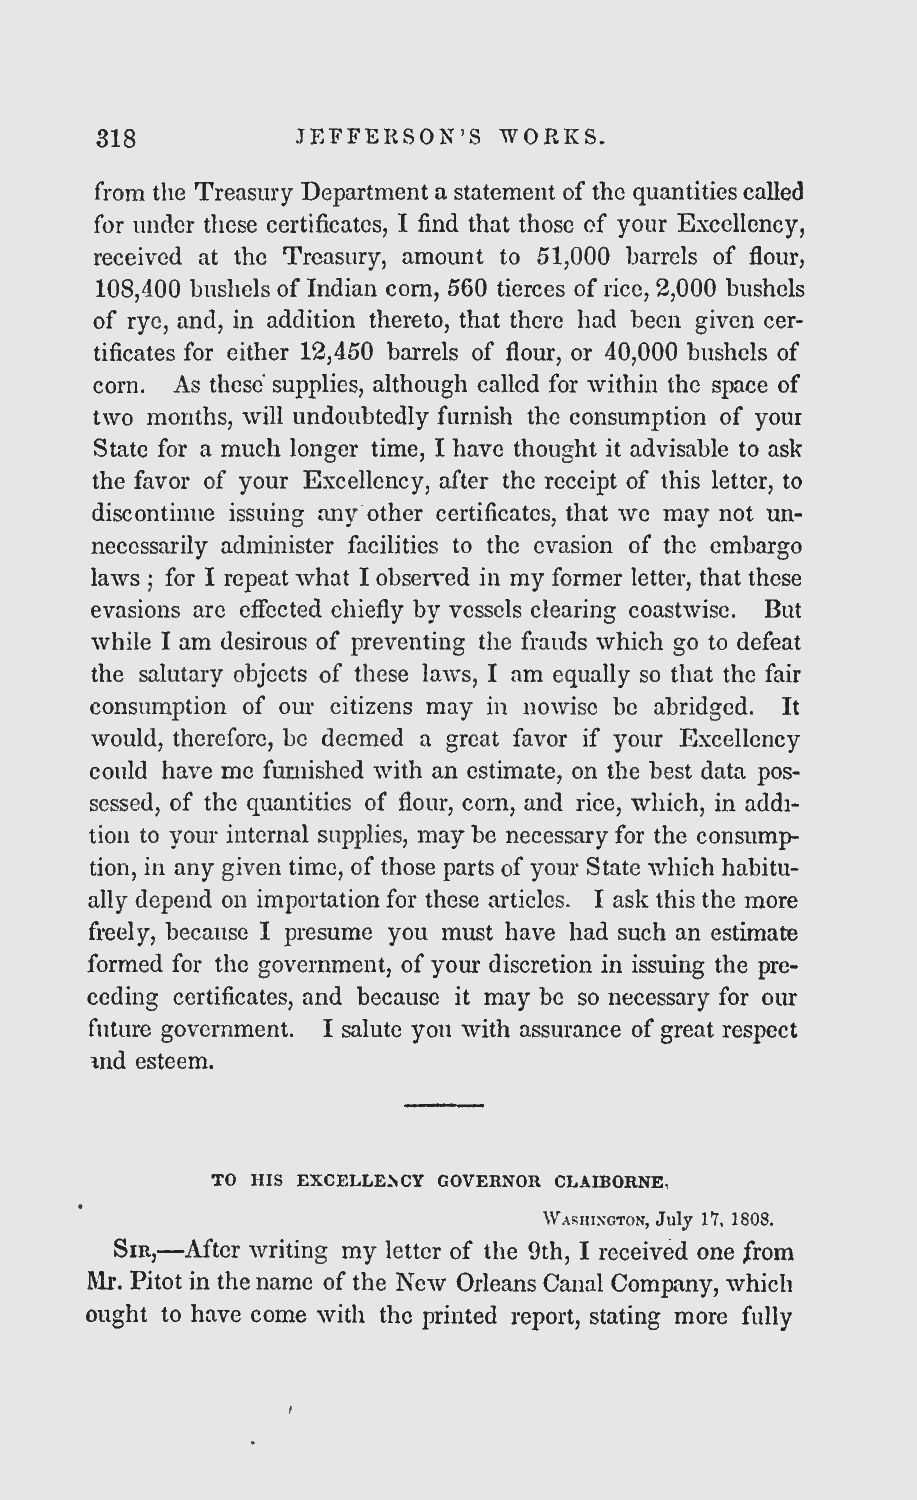 318 JEFFERSON'S WORKS.
from the Treasury Department a statement of the quantities called
for under these certificates, I find that those of your Excellency,
received at the Treasury, amount to 51,000 barrels of flour,
108,400 bushels of Indian corn, 560 tierces of rice, 2,000 bushels
of rye, and, in addition thereto, that there had been given cer-
tificates for either 12,450 barrels of flour, or 40,000 bushels of
corn. As these supplies, although called for within the space of
two months, will undoubtedly furnish the consumption of your
State for a much longer time, I have thought it advisable to ask
the favor of your Excellency, after the receipt of this letter, to
discontinue issuing any other certificates, that we may not un-
necessarily administer facilities to the evasion of the embargo
laws ; for I repeat what I observed in my former letter, that these
evasions are effected chiefly by vessels clearing coastwise. But
while I am desirous of preventing the frauds which go to defeat
the salutary objects of these laws, I am equally so that the fair
consumption of our citizens may in nowise be abridged. It
would, therefore, be deemed a great favor if your Excellency
could have me furnished with an estimate, on the best data pos-
sessed, of the quantities of flour, corn, and rice, which, in addi-
tion to your internal supplies, may be necessary for the consump-
tion, in any given time, of those parts of your State which habitu-
ally depend on importation for these articles. I ask this the more
freely, because I presume you must have had such an estimate
formed for the government, of your discretion in issuing the pre-
ceding certificates, and because it may be so necessary for our
future government. I salute you with assurance of great respect
and esteem.
TO HIS EXCELLENCY GOVERNOR CLAIBORNE,
WASHINGTON, July 17, 1808.
SIR,—After writing my letter of the 9th, I received one from
Mr. Pitot in the name of the New Orleans Canal Company, which
ought to have come with the printed report, stating more fully